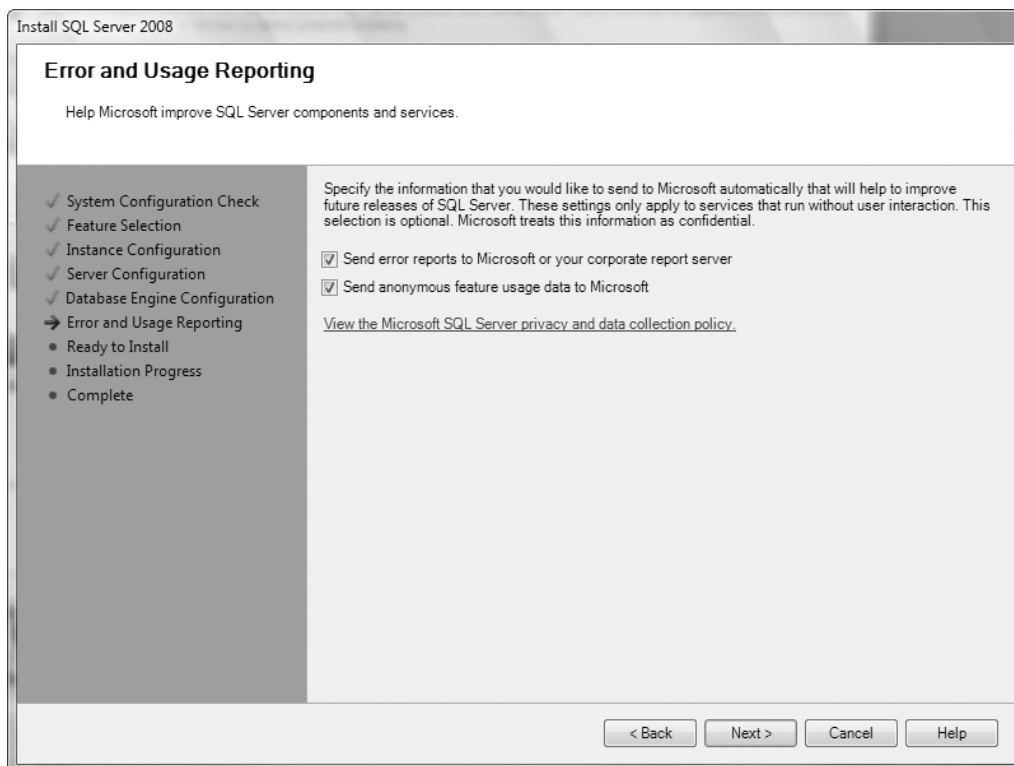 Install SQL Server 2008
Error and Usage Reporting
Help Microsoft improve SQL Server components and services.
System Configuration Check
Feature Selection
Instance Configuration
Server Configuration
Database Engine Configuration
Error and Usage Reporting
Ready to Install
Installation Progress
Complete
Specify the information that you would like to send to Microsoft automatically that will help to improve
future releases of SQL Server. These settings only apply to services that run without user interaction. This
selection is optional. Microsoft treats this information as confidential.
Send error reports to Microsoft or your corporate report server
Send anonymous feature usage data to Microsoft
View the Microsoft SQL Server privacy and data collection policy.
< Back
Next >
Cancel
Help